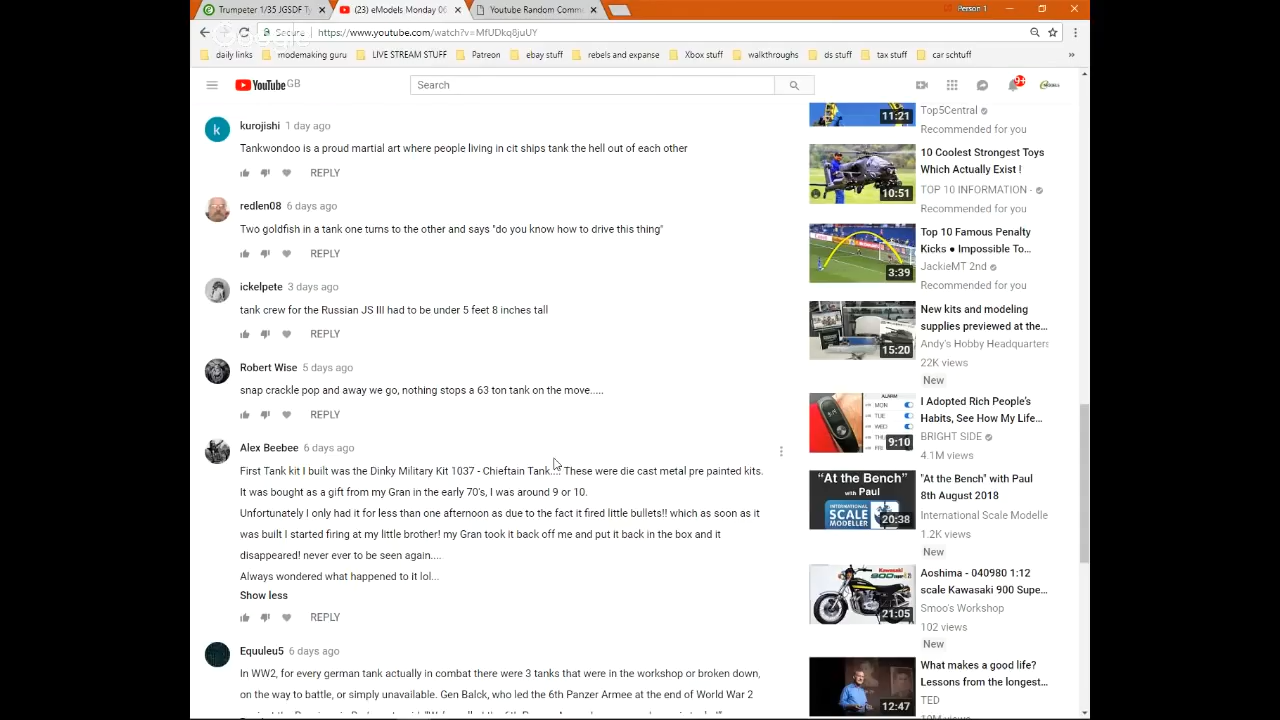 Trumpeter 1/35 JGSDF Ty
(23) eModels Monday 06
Youtube Random Comm
Person 1
Secure
https://www.youtube.com/watch?v=MfUDkq8juUY
daily links
modemaking guru
LIVE STREAM STUFF
Patreon
ebay stuff
rebels and expanse
Xbox stuff
walkthroughs
ds stuff
tax stuff
car schtuff
»
YouTube GB
Search
9+
k
kurojishi 1 day ago
Tankwondoo is a proud martial art where people living in cit ships tank the hell out of each other
REPLY
redlen08 6 days ago
Two goldfish in a tank one turns to the other and says "do you know how to drive this thing"
REPLY
ickelpete 3 days ago
tank crew for the Russian JS III had to be under 5 feet 8 inches tall
REPLY
Robert Wise 5 days ago
snap crackle pop and away we go, nothing stops a 63 ton tank on the move.....
REPLY
Alex Beebee 6 days ago
First Tank kit I built was the Dinky Military Kit 1037 - Chieftain Tank... These were die cast metal pre painted kits.
It was bought as a gift from my Gran in the early 70's, I was around 9 or 10.
Unfortunately I only had it for less than one afternoon as due to the fact it fired little bullets!! which as soon as it
was built I started firing at my little brother! my Gran took it back off me and put it back in the box and it
disappeared! never ever to be seen again....
Always wondered what happened to it lol...
Show less
REPLY
Equuleu5 6 days ago
In WW2, for every german tank actually in combat there were 3 tanks that were in the workshop or broken down,
on the way to battle, or simply unavailable. Gen Balck, who led the 6th Panzer Armee at the end of World War 2
11:21
Top5Central
Recommended for you
10:51
10 Coolest Strongest Toys
Which Actually Exist !
TOP 10 INFORMATION -
Recommended for you
3:39
Top 10 Famous Penalty
Kicks ● Impossible To...
JackieMT 2nd
Recommended for you
15:20
New kits and modeling
supplies previewed at the...
Andy's Hobby Headquarters
22K views
New
ALARM
MON
TUE
WED
FRI
9:10
I Adopted Rich People's
Habits, See How My Life...
BRIGHT SIDE
4.1M views
"At the Bench"
with Paul
INTERNATIONAL
SCALE
MODELLER
20:38
"At the Bench" with Paul
8th August 2018
International Scale Modelle
1.2K views
New
Kawasaki
21:05
Aoshima - 040980 1:12
scale Kawasaki 900 Supe...
Smoo's Workshop
102 views
New
12:47
What makes a good life?
Lessons from the longest...
TED